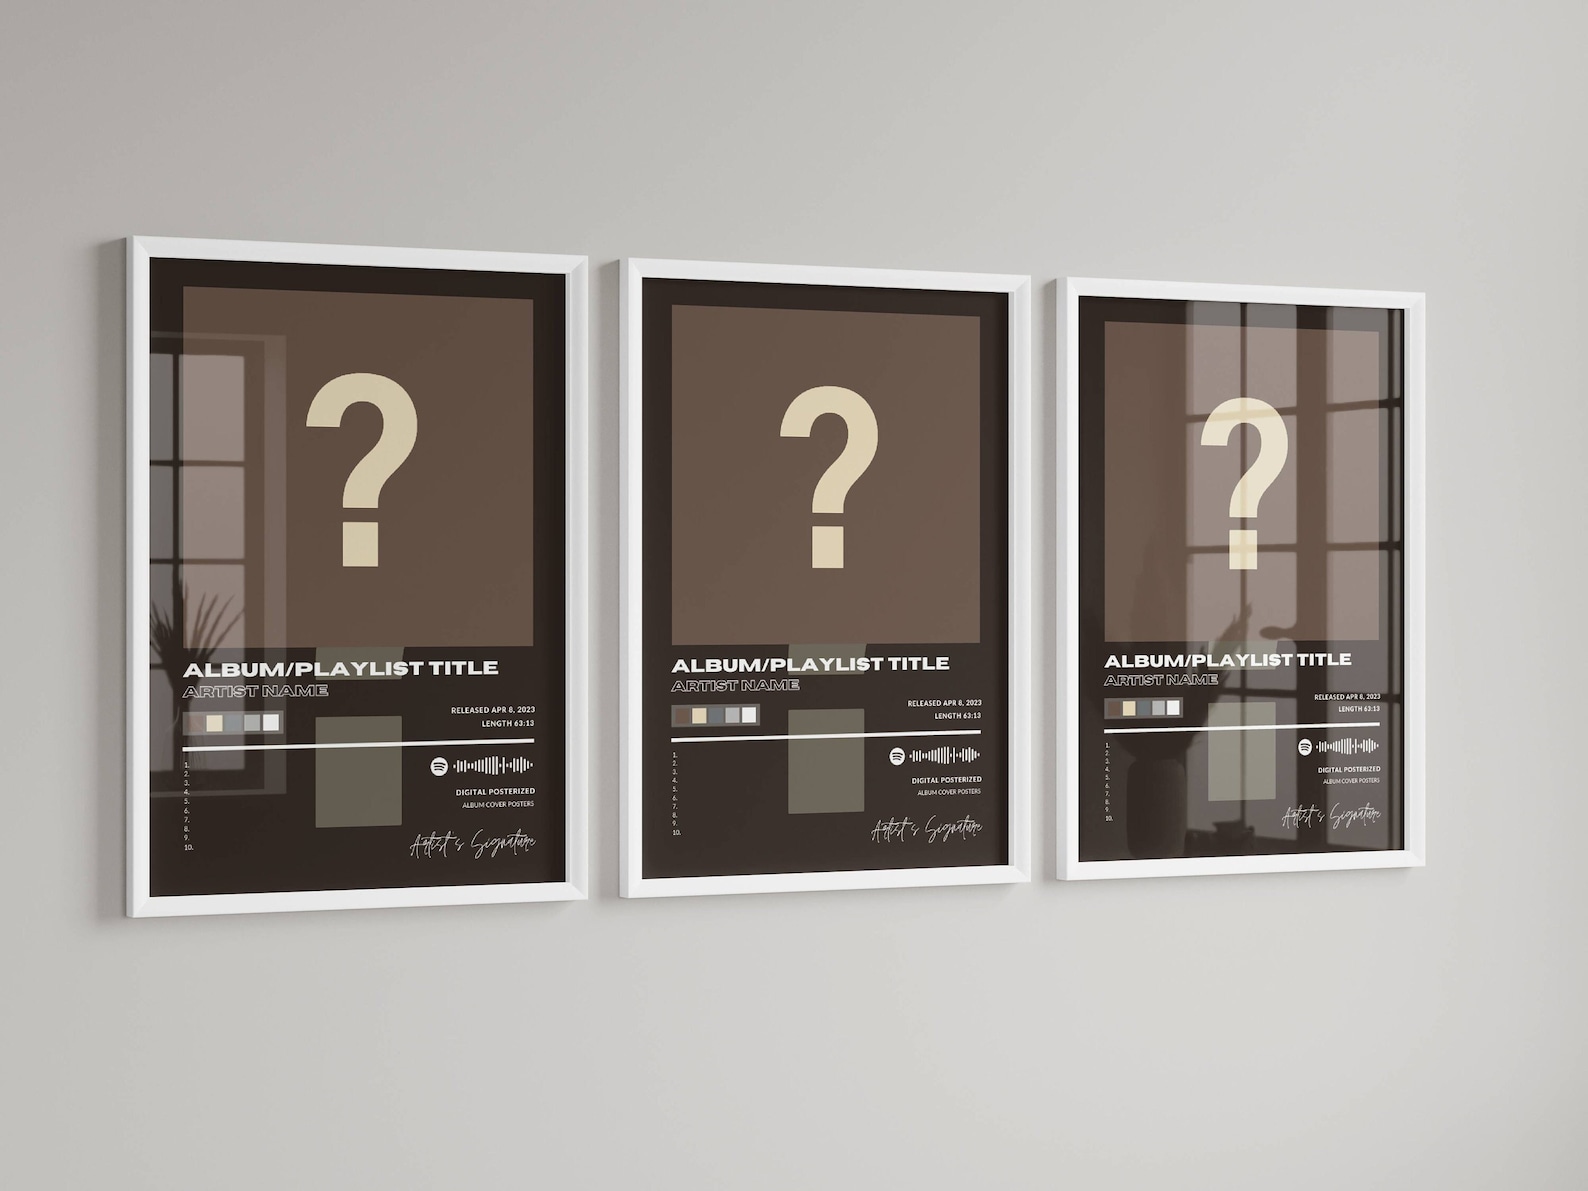 ?
ALBUM/PLAYLIST TITLE
ARTIST NAME
RELEASED APR 8, 2023
LENGTH 63:13
1.
2.
3.
4.
5.
6.
7.
8.
9.
10.
DIGITAL POSTERIZED
ALBUM COVER POSTERS
Artist's Signature
?
ALBUM/PLAYLIST TITLE
ARTIST NAME
RELEASED APR 8, 2023
LENGTH 63:13
1.
2.
3.
4.
5.
6.
7.
8.
9.
10.
DIGITAL POSTERIZED
ALBUM COVER POSTERS
Artist's Signature
?
ALBUM/PLAYLIST TITLE
ARTIST NAME
RELEASED APR 8, 2023
LENGTH 63:13
1.
2.
3.
4.
5.
6.
7.
8.
9.
10.
DIGITAL POSTERIZED
ALBUM COVER POSTERS
Artist's Signature